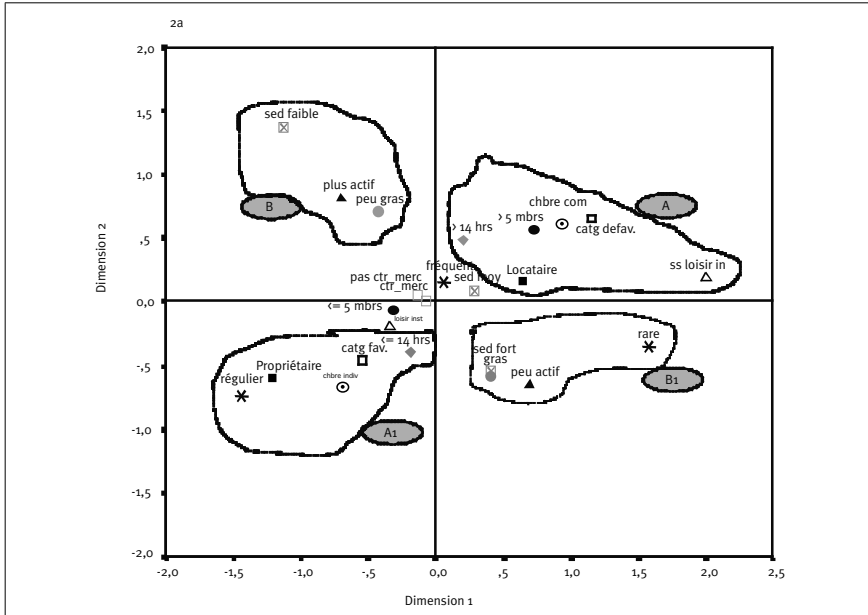 2a
2,0
1,5
1,0
,5
0,0
-,5
-1,0
-1,5
-2,0
Dimension 2
sed faible
plus actif
peu gras
B
A
chbre com
> 5 mbrs
catg defav.
> 14 hrs
ss loisir in
fréquent
Locataire
sed moy
pas ctr_merc
ctr_merc
<= 5 mbrs
loisir inst
<= 14 hrs
catg fav.
Propriétaire
régulier
chbre indiv
A1
rare
sed fort
gras
peu actif
B1
-2,0 -1,5 -1,0 -,5 0,0 ,5 1,0 1,5 2,0 2,5
Dimension 1